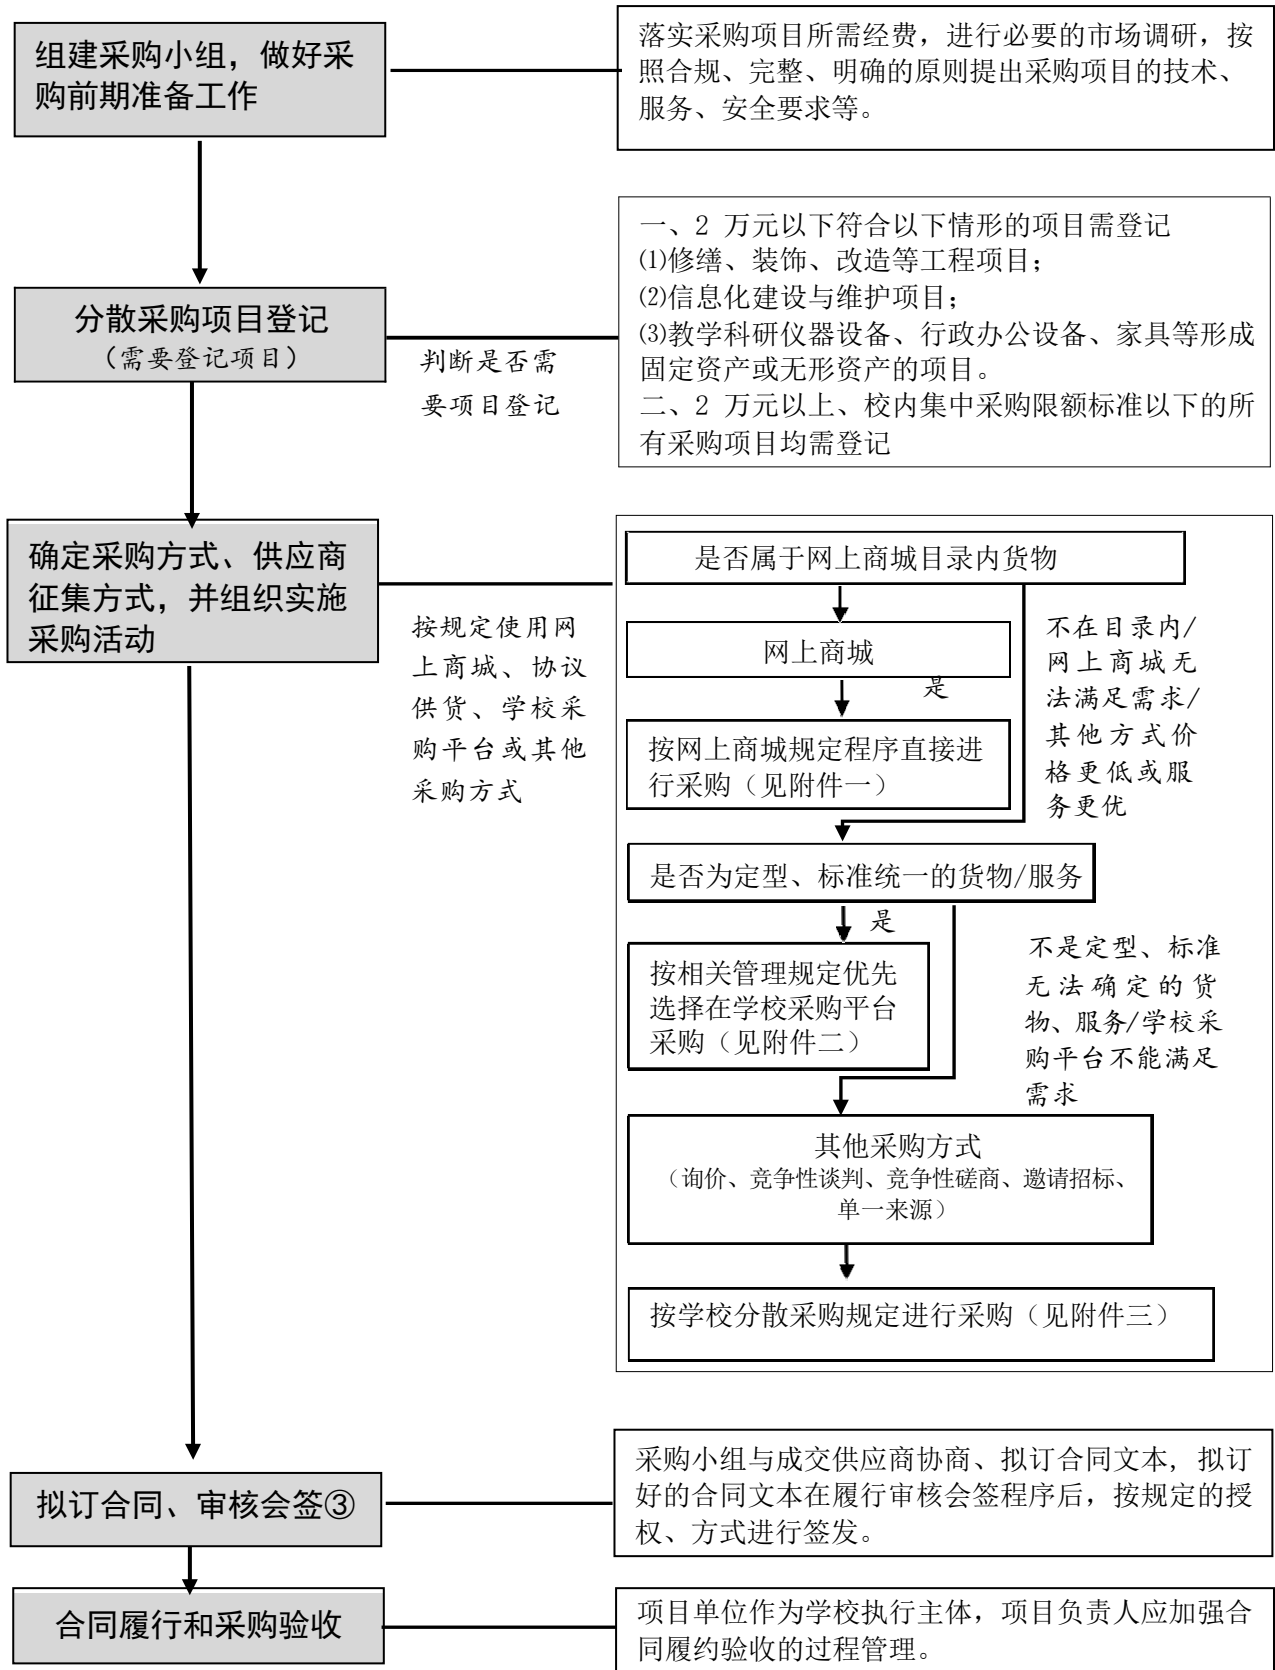 组建采购小组，做好采
购前期准备工作
落实采购项目所需经费，进行必要的市场调研，按
照合规、完整、明确的原则提出采购项目的技术、
服务、安全要求等。
分散采购项目登记
（需要登记项目）
判断是否需
要项目登记
一、2 万元以下符合以下情形的项目需登记
⑴修缮、装饰、改造等工程项目；
⑵信息化建设与维护项目；
⑶教学科研仪器设备、行政办公设备、家具等形成
固定资产或无形资产的项目。
二、2 万元以上、校内集中采购限额标准以下的所
有采购项目均需登记
确定采购方式、供应商
征集方式，并组织实施
采购活动
按规定使用网
上商城、协议
供货、学校采
购平台或其他
采购方式
是否属于网上商城目录内货物
网上商城
是
按网上商城规定程序直接进
行采购（见附件一）
不在目录内/
网上商城无
法满足需求/
其他方式价
格更低或服
务更优
是否为定型、标准统一的货物/服务
是
按相关管理规定优先
选择在学校采购平台
采购（见附件二）
不是定型、标准
无法确定的货
物、服务/学校采
购平台不能满足
需求
其他采购方式
（询价、竞争性谈判、竞争性磋商、邀请招标、
单一来源）
按学校分散采购规定进行采购（见附件三）
拟订合同、审核会签③
采购小组与成交供应商协商、拟订合同文本，拟订
好的合同文本在履行审核会签程序后，按规定的授
权、方式进行签发。
合同履行和采购验收
项目单位作为学校执行主体，项目负责人应加强合
同履约验收的过程管理。